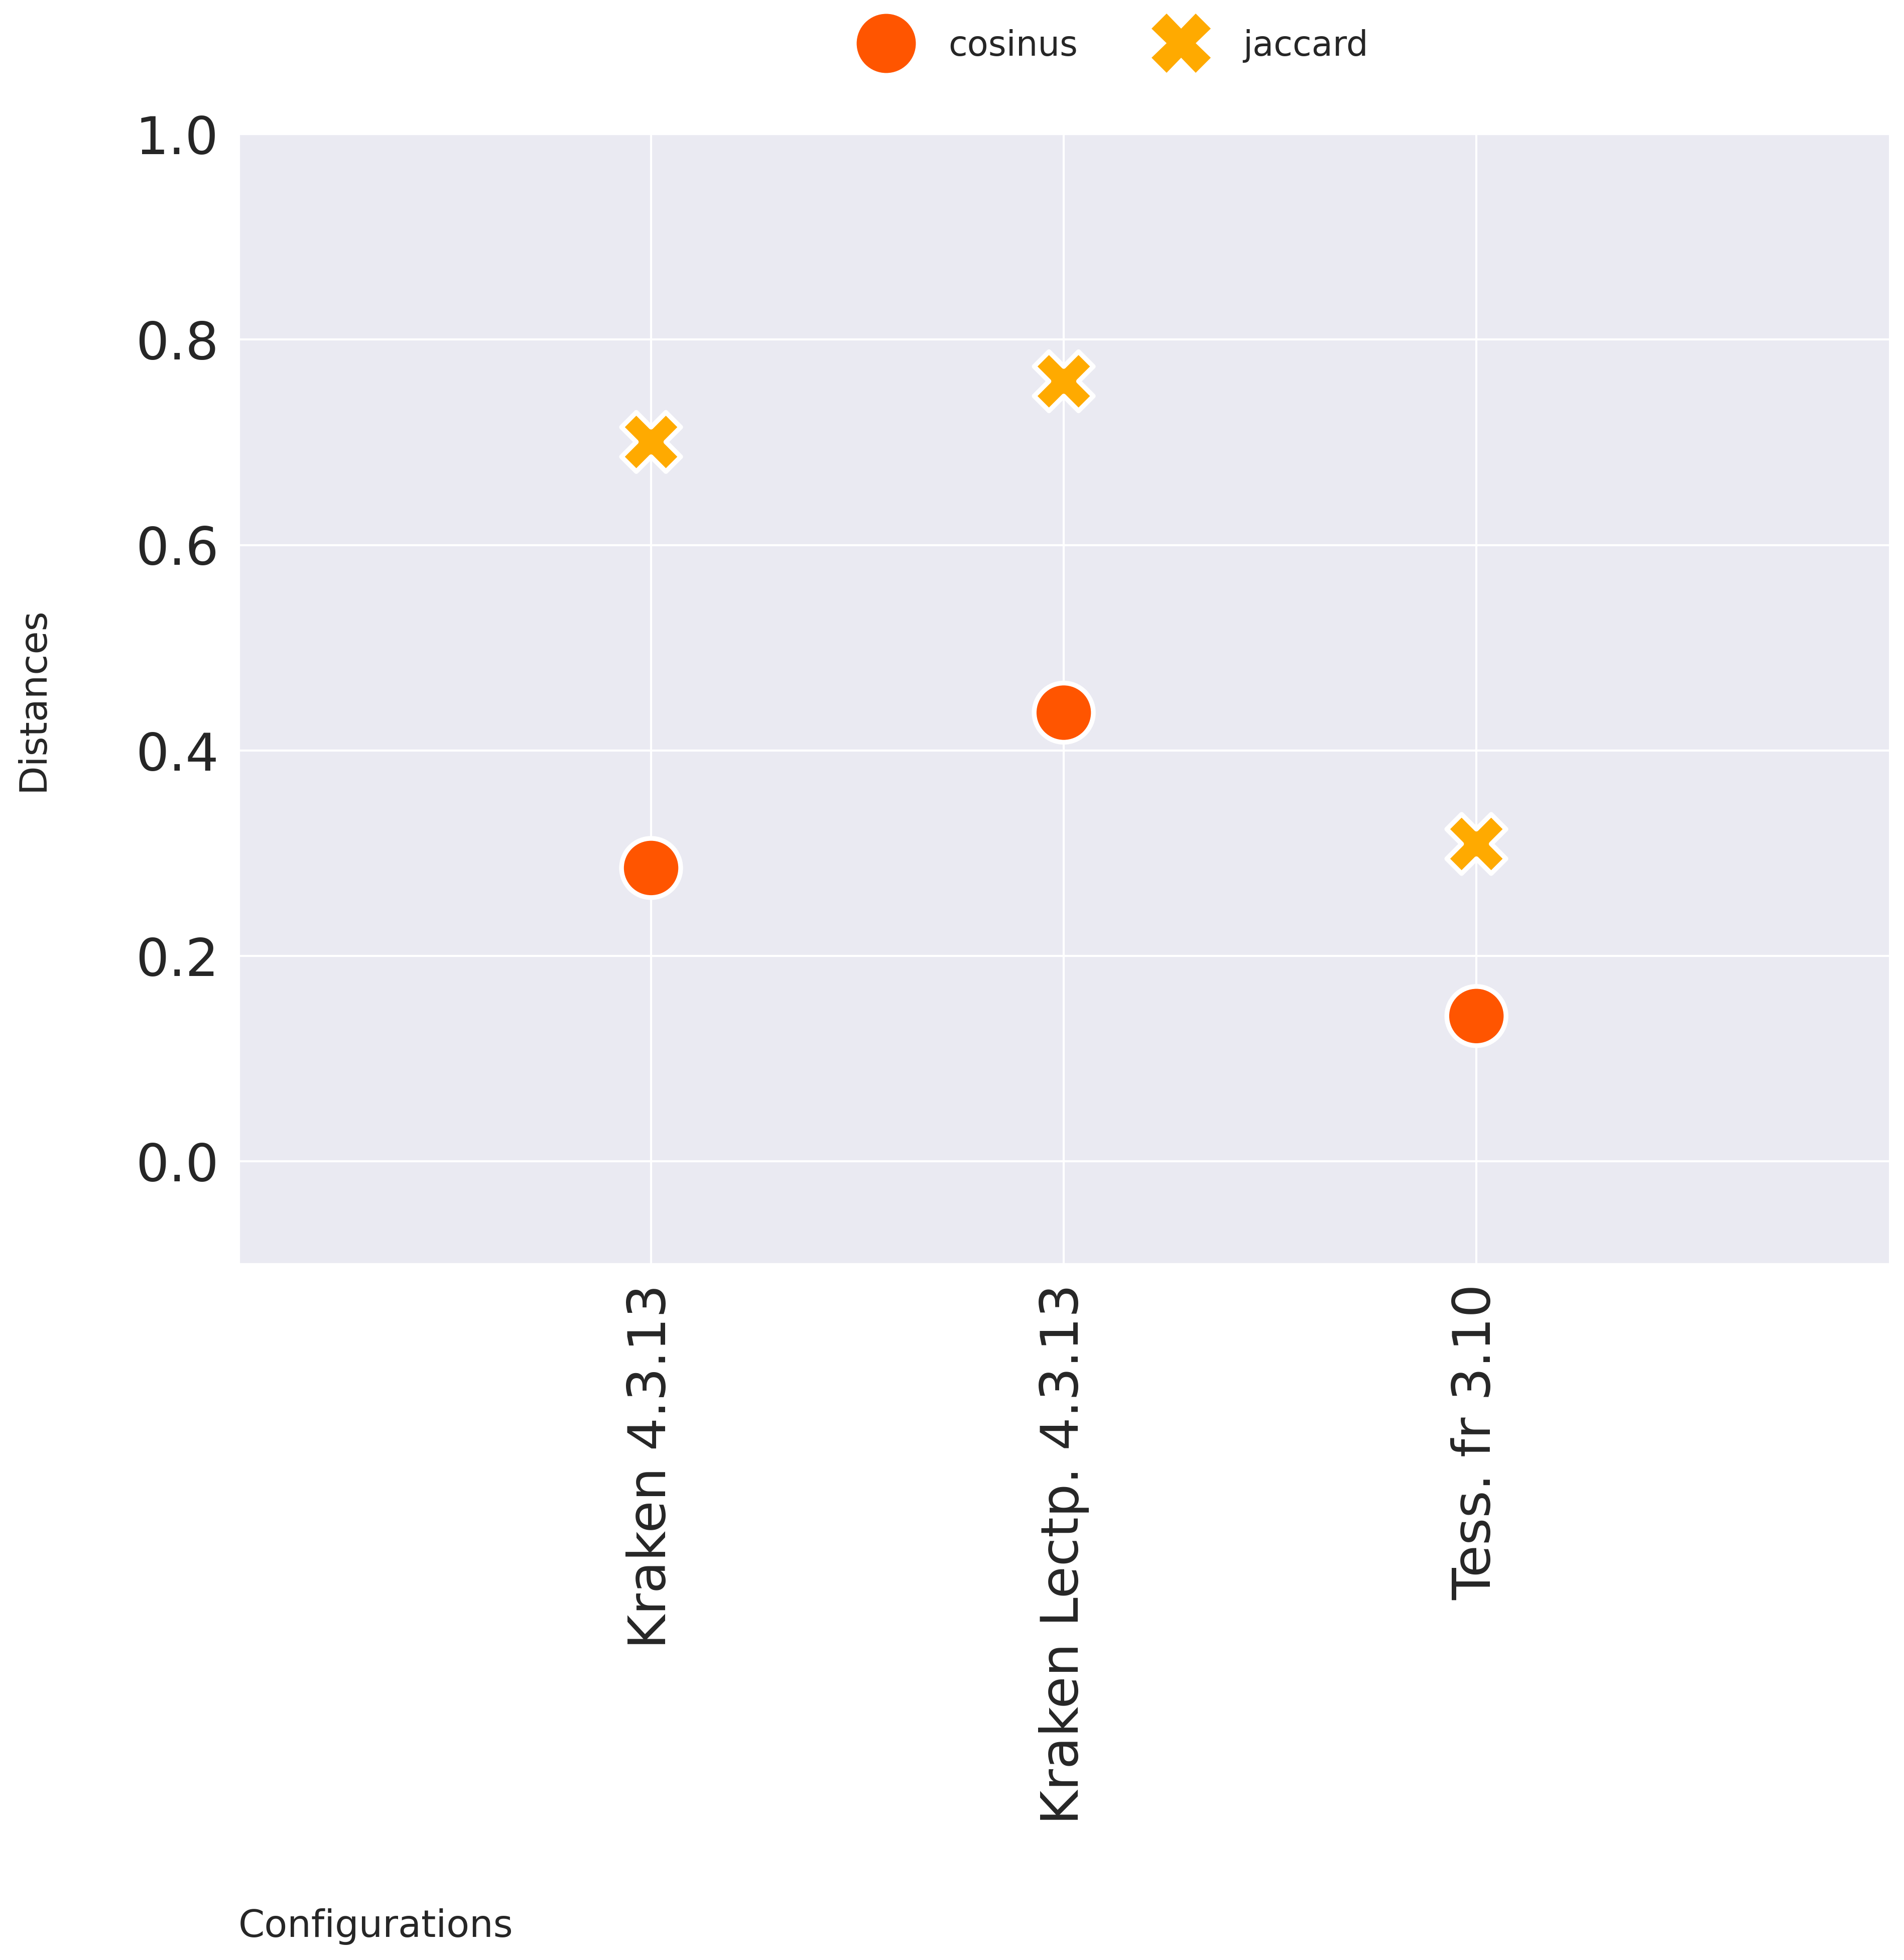 cosinus jaccard
1.0
0.8
0.6
0.4
0.2
0.0
Distances
Kraken 4.3.13
Kraken Lectp. 4.3.13
Tess. fr 3.10
Configurations